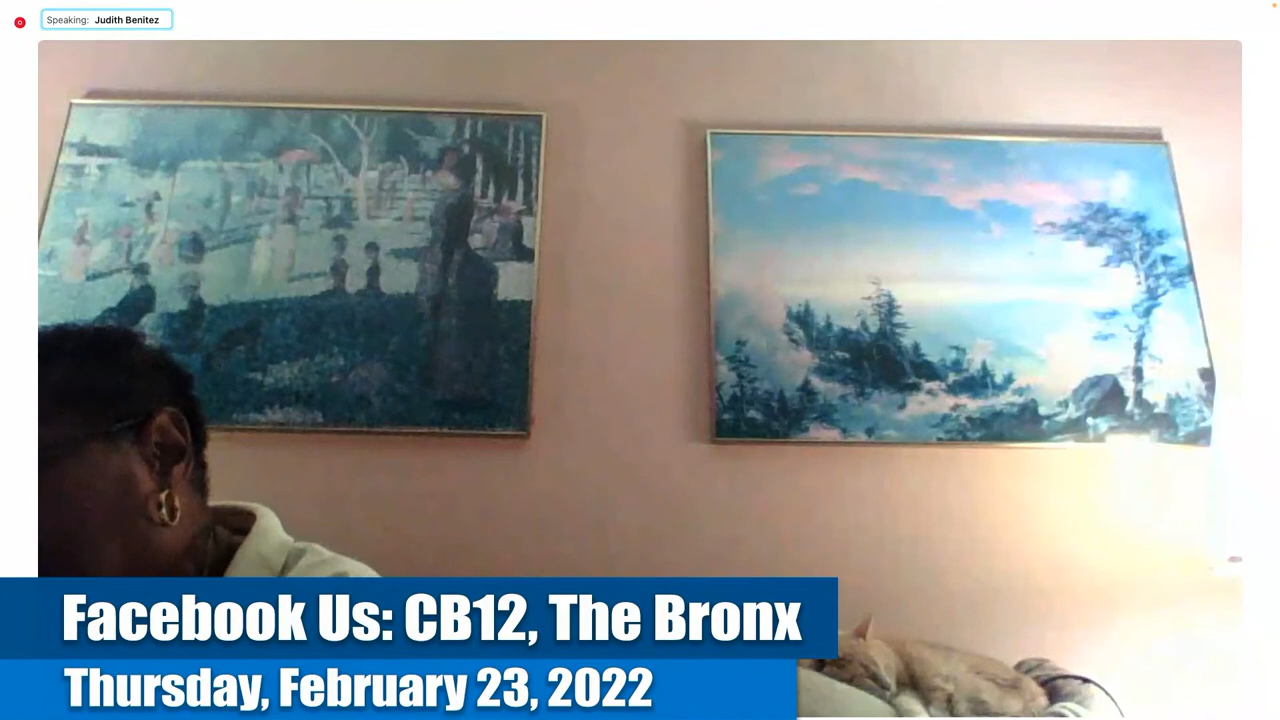 Speaking: Judith Benitez
Facebook Us: CB12, The Bronx
Thursday, February 23, 2022